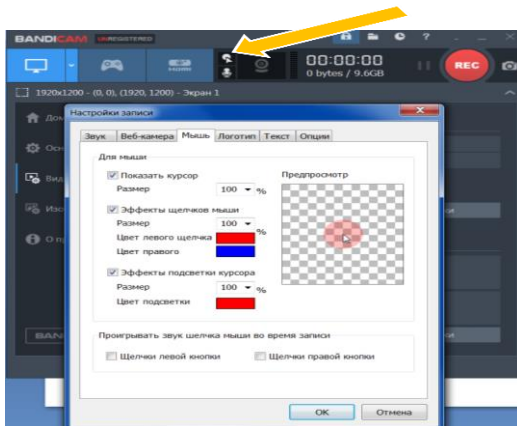 BANDICAM UNREGISTERED
00:00:00
0 bytes / 9.6GB
REC
1920x1200 - (0, 0), (1920, 1200) - Экран 1
Настройки записи
Звук Веб-камера Мышь Логотип Текст Опции
Для мыши
Показать курсор
Предпросмотр
Размер 100 %
Эффекты щелчков мыши
Размер 100 %
Цвет левого щелчка
Цвет правого
Эффекты подсветки курсора
Размер 100 %
Цвет подсветки
Проигрывать звук щелчка мыши во время записи
Щелчки левой кнопки Щелчки правой кнопки
OK Отмена